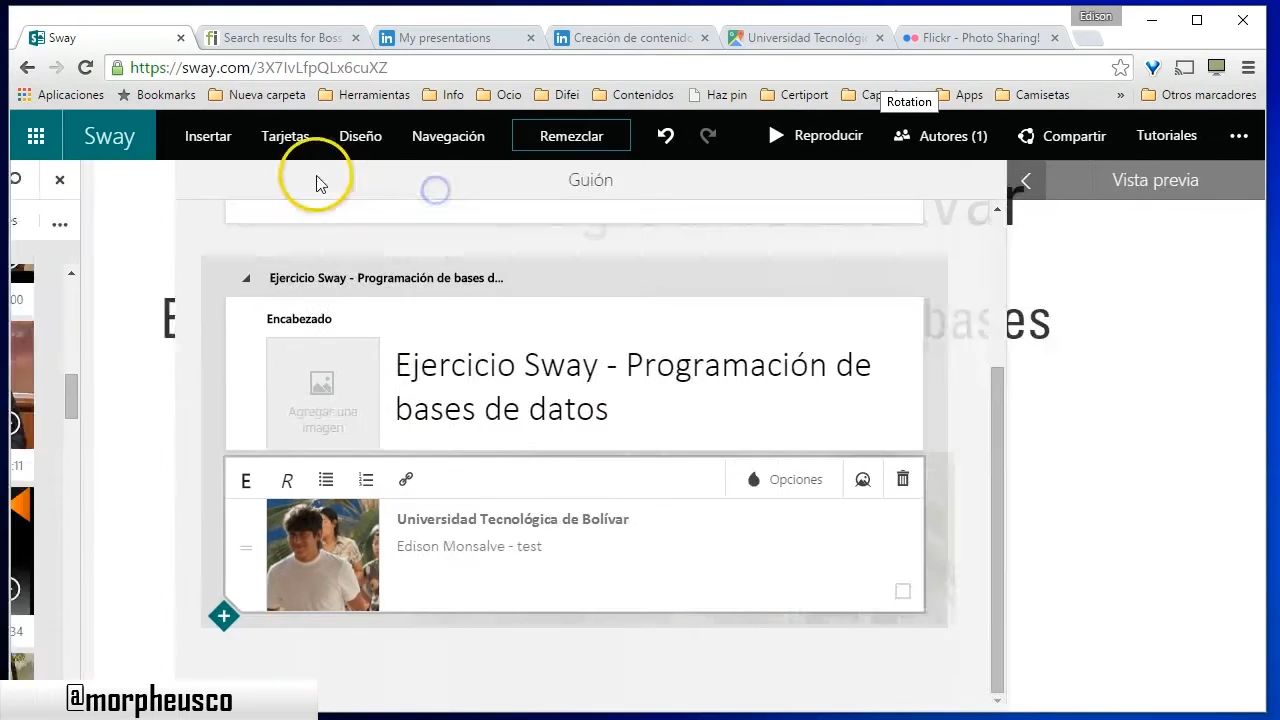 Edison
Sway
Search results for Boss
My presentations
Creación de contenido
Universidad Tecnológi
Flickr - Photo Sharing!
https://sway.com/3X7IvLfpQLx6cuXZ
Aplicaciones
Bookmarks
Nueva carpeta
Herramientas
Info
Ocio
Difei
Contenidos
Haz pin
Certiport
Cap
Apps
Camisetas
»
Otros marcadores
Rotation
Sway
Insertar
Tarjetas
Diseño
Navegación
Remezclar
Reproducir
Autores (1)
Compartir
Tutoriales
Guión
Vista previa
Ejercicio Sway - Programación de bases d...
Encabezado
Ejercicio Sway - Programación de
bases de datos
Agregar una
imagen
bases
:11
E
R
Opciones
Universidad Tecnológica de Bolívar
Edison Monsalve - test
34
@morpheusco